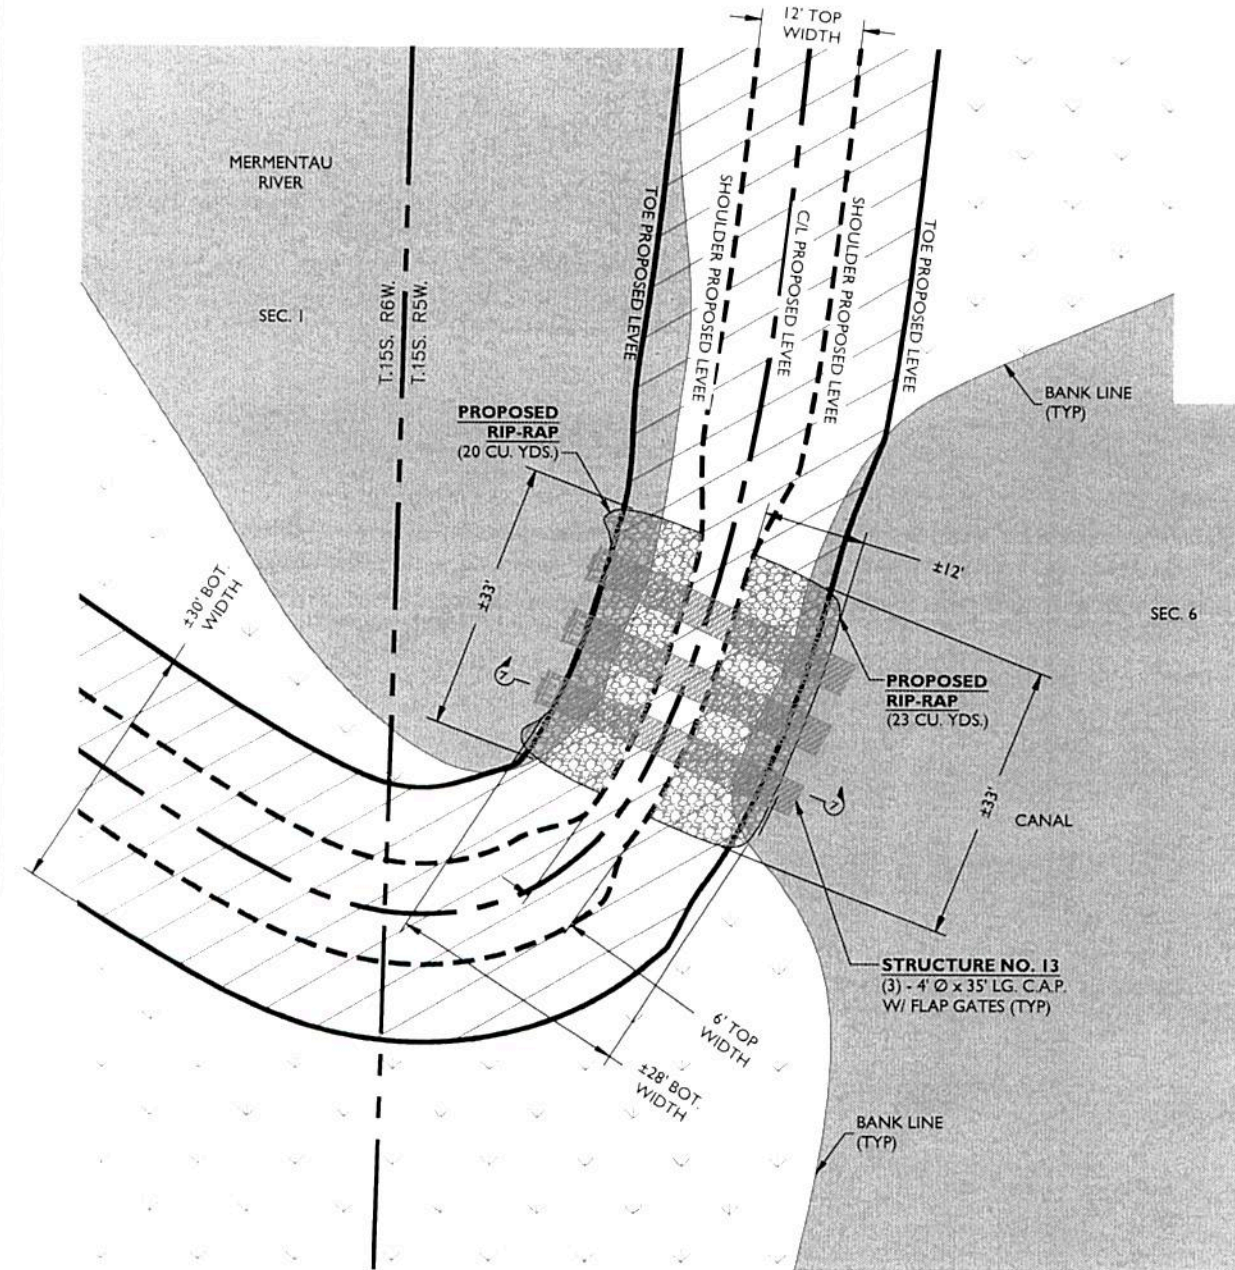 12' TOP
WIDTH
MERMENTAU
RIVER
SEC. 1
T.15S. R6W.
T.15S. R5W.
TOE PROPOSED LEVEE
SHOULDER PROPOSED LEVEE
C/L PROPOSED LEVEE
SHOULDER PROPOSED LEVEE
TOE PROPOSED LEVEE
BANK LINE
(TYP)
PROPOSED
RIP-RAP
(20 CU. YDS.)
±33'
±12'
±30' BOT.
WIDTH
SEC. 6
7
PROPOSED
RIP-RAP
(23 CU. YDS.)
7
±33'
CANAL
STRUCTURE NO. 13
(3) - 4' Ø x 35' LG. C.A.P.
W/ FLAP GATES (TYP)
6' TOP
WIDTH
±28' BOT.
WIDTH
BANK LINE
(TYP)